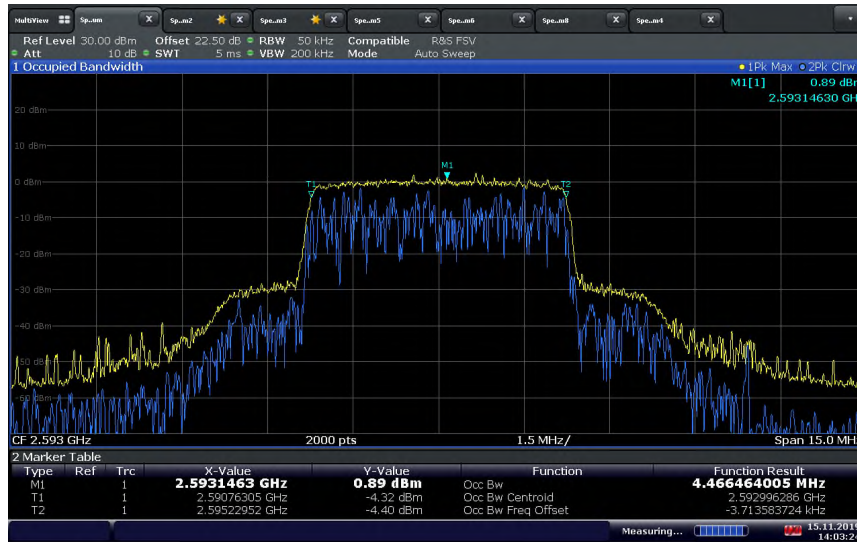 MultiView Sp..um X Sp..m2 X Spe..m3 X Spe..m5 X Spe..m6 X Spe..m8 X Spe..m4 X
Ref Level 30.00 dBm Offset 22.50 dB RBW 50 kHz Compatible R&S FSV
Att 10 dB SWT 5 ms VBW 200 kHz Mode Auto Sweep
1 Occupied Bandwidth 1Pk Max 2Pk Clrw
M1[1] 0.89 dBm
2.59314630 GH
20 dBm
10 dBm
M1
0 dBm
T1 T2
-10 dBm
-20 dBm
-30 dBm
-40 dBm
-50 dBm
-60 dBm
CF 2.593 GHz 2000 pts 1.5 MHz/ Span 15.0 MH
2 Marker Table
Type Ref Trc X-Value Y-Value Function Function Result
M1 1 2.5931463 GHz 0.89 dBm Occ Bw 4.466464005 MHz
T1 1 2.59076305 GHz -4.32 dBm Occ Bw Centroid 2.592996286 GHz
T2 1 2.59522952 GHz -4.40 dBm Occ Bw Freq Offset -3.713583724 kHz
Measuring... 15.11.2019
14:03:24